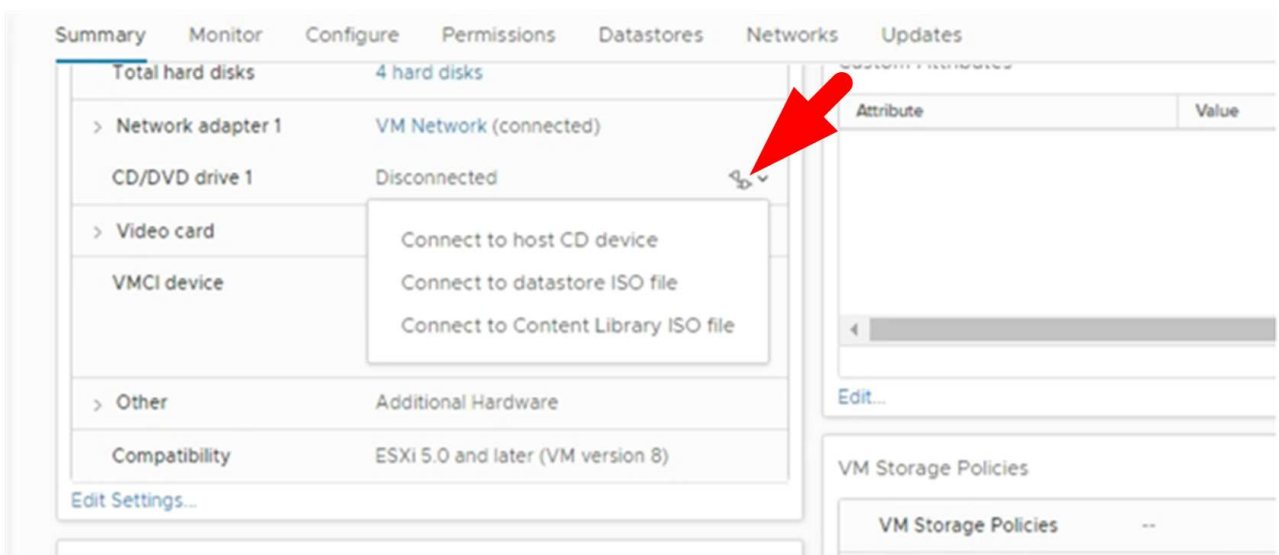 Summary Monitor Configure Permissions Datastores Networks Updates
Total hard disks 4 hard disks
Network adapter 1 VM Network (connected)
CD/DVD drive 1 Disconnected
Video card
Connect to host CD device
VMCI device
Connect to datastore ISO file
Connect to Content Library ISO file
Other Additional Hardware
Compatibility ESXi 5.0 and later (VM version 8)
Edit Settings...
Custom Attributes
Attribute Value
Edit...
VM Storage Policies
VM Storage Policies --